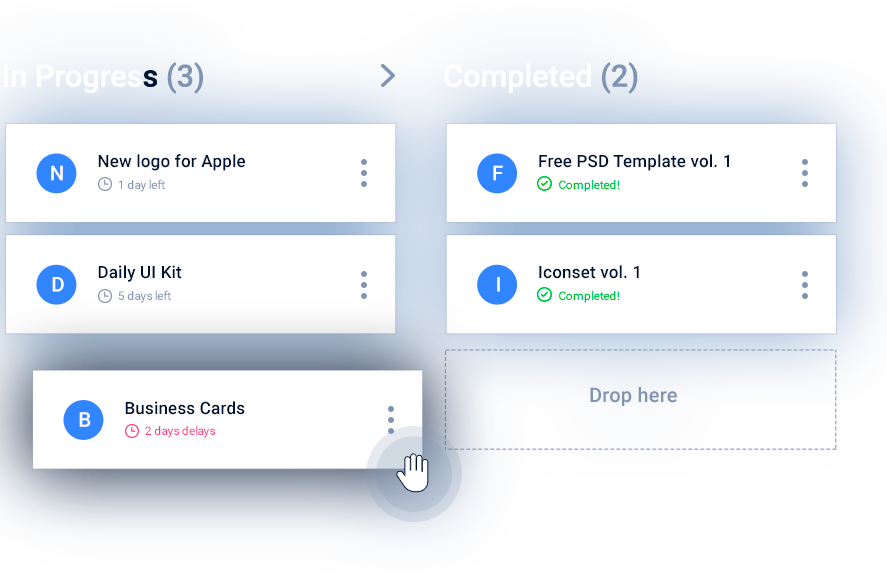 In Progress (3)
N
New logo for Apple
1 day left
D
Daily UI Kit
5 days left
B
Business Cards
2 days delays
Completed (2)
F
Free PSD Template vol. 1
Completed!
I
Iconset vol. 1
Completed!
Drop here